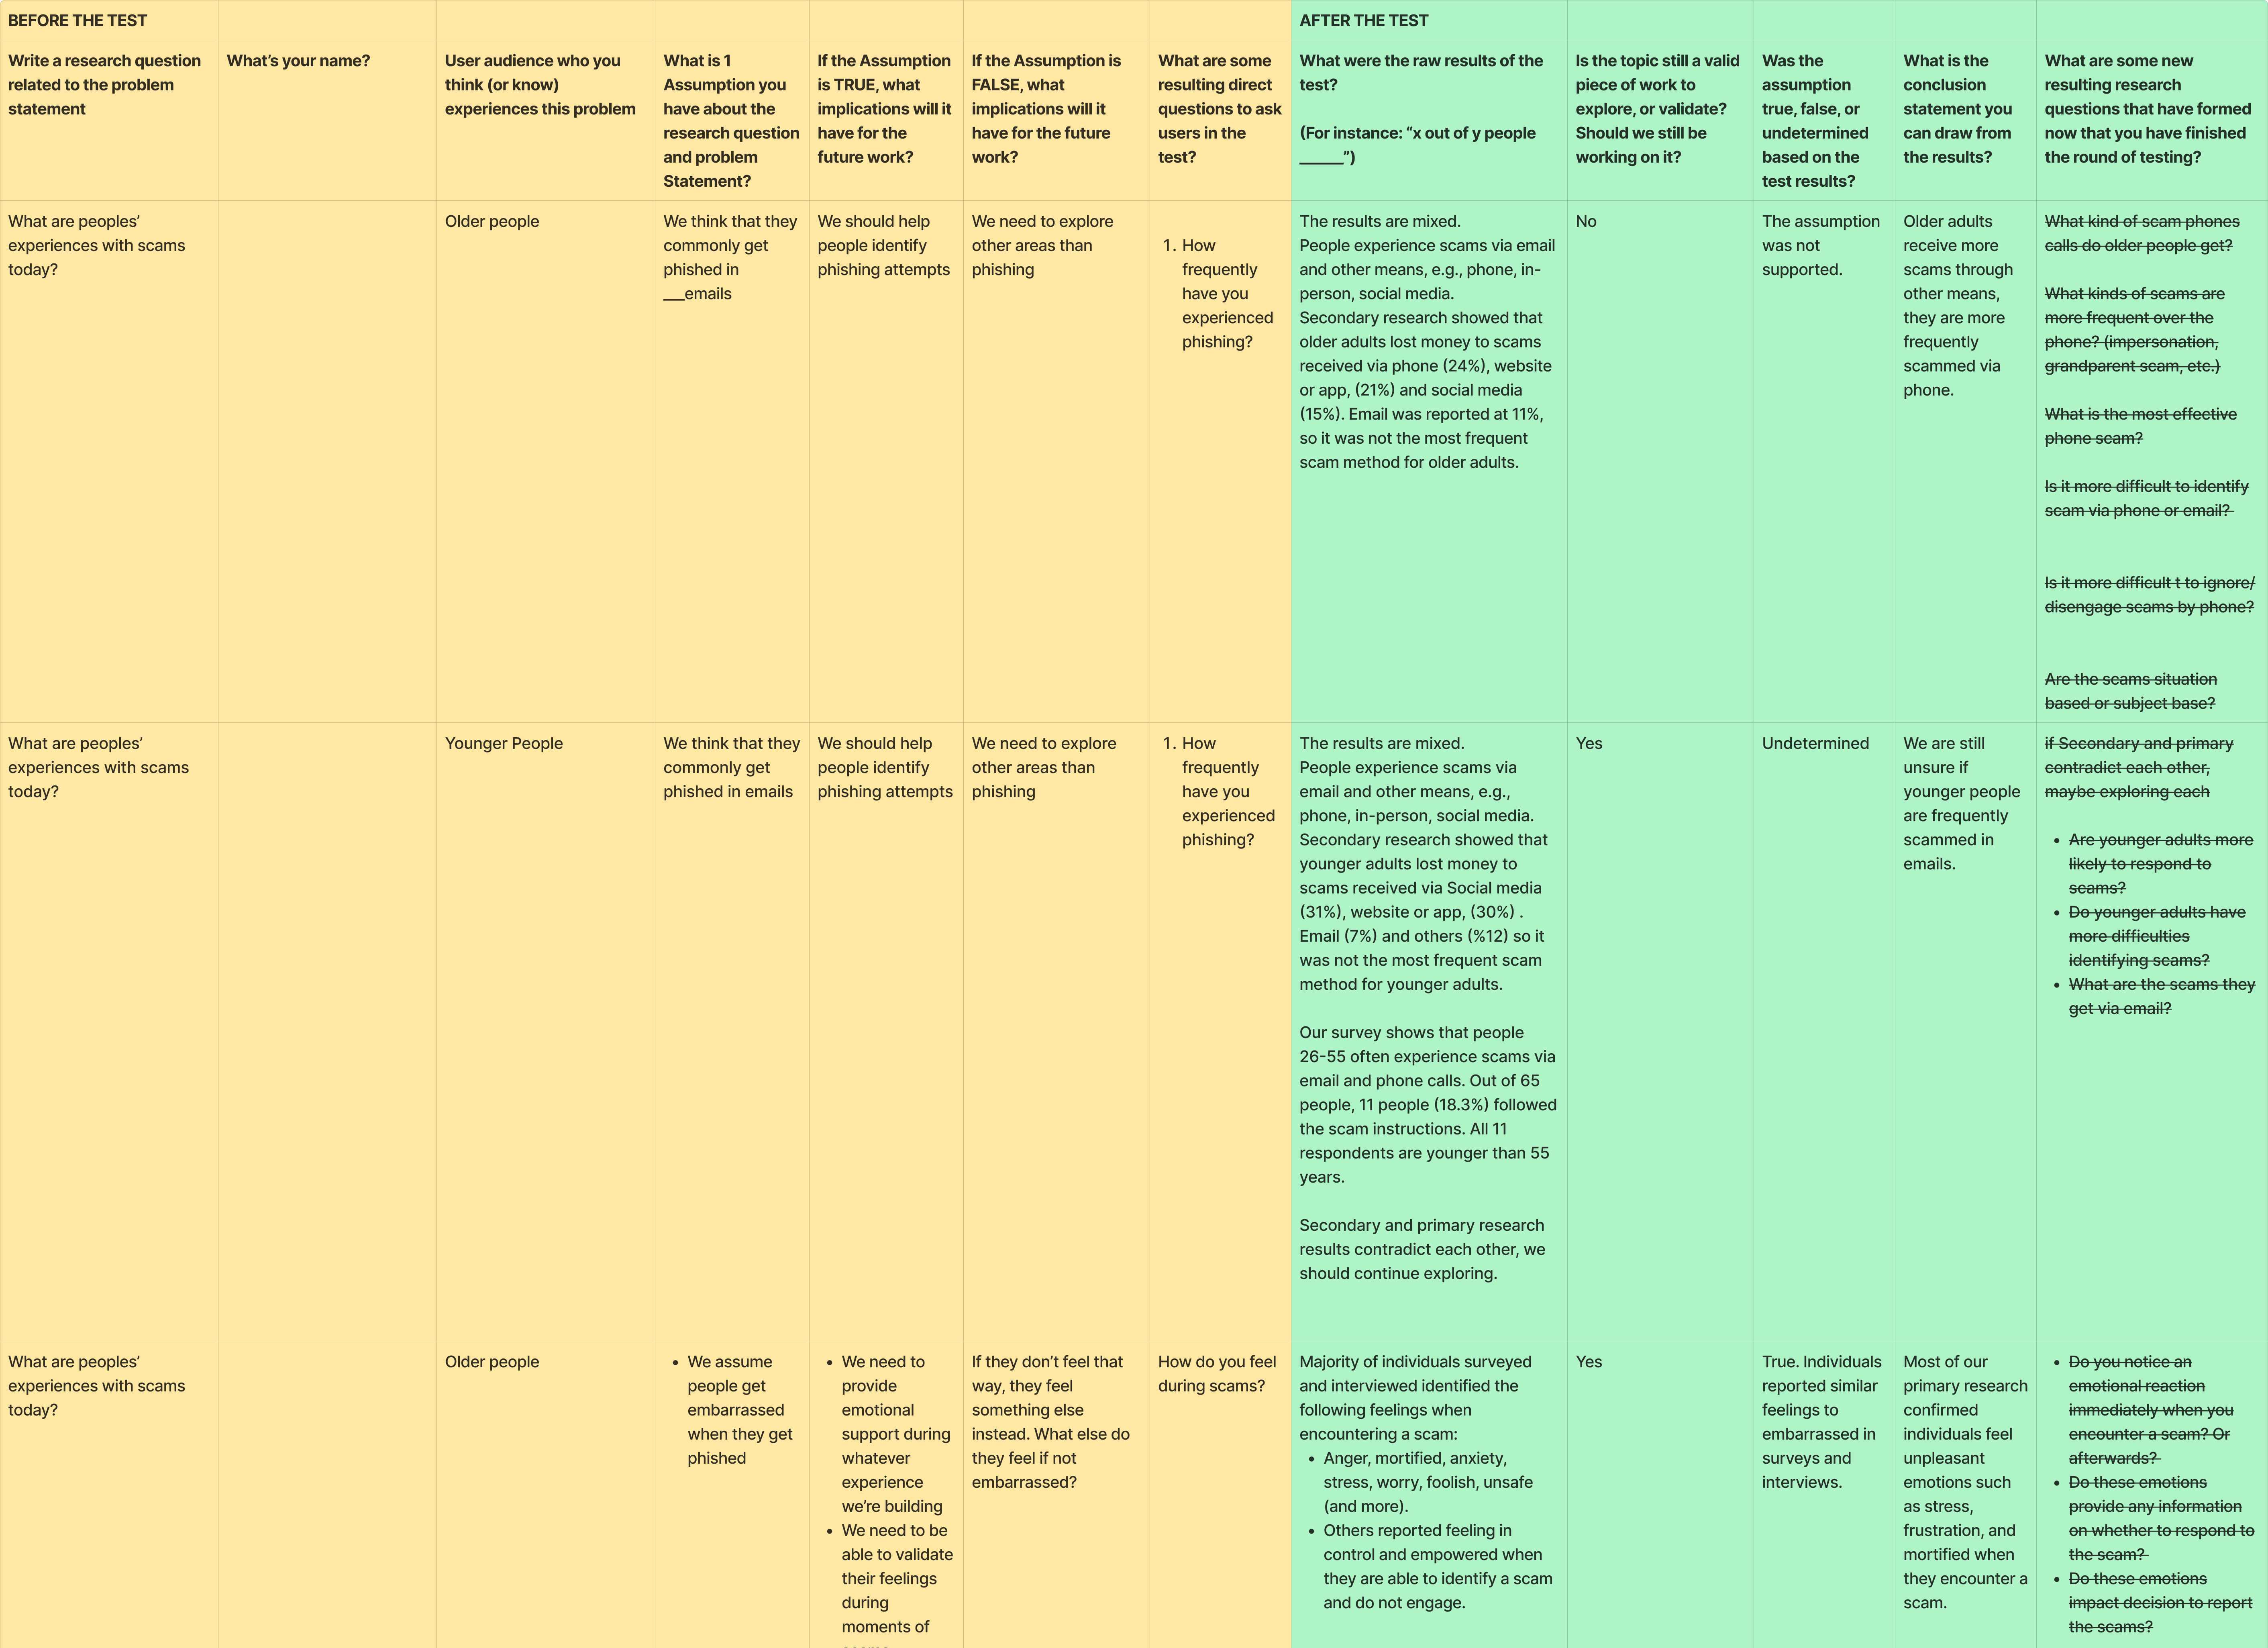 BEFORE THE TEST
AFTER THE TEST
Write a research question
related to the problem
statement
What's your name?
User audience who you
think (or know)
experiences this problem
What is 1
Assumption you
have about the
research question
and problem
Statement?
If the Assumption
is TRUE, what
implications will it
have for the
future work?
If the Assumption is
FALSE, what
implications will it
have for the future
work?
What are some
resulting direct
questions to ask
users in the
test?
What were the raw results of the
test?
(For instance: “x out of y people
______”)
Is the topic still a valid
piece of work to
explore, or validate?
Should we still be
working on it?
Was the
assumption
true, false, or
undetermined
based on the
test results?
What is the
conclusion
statement you
can draw from
the results?
What are some new
resulting research
questions that have formed
now that you have finished
the round of testing?
What are peoples’
experiences with scams
today?
Older people
We think that they
commonly get
phished in
___emails
We should help
people identify
phishing attempts
We need to explore
other areas than
phishing
1. How
frequently
have you
experienced
phishing?
The results are mixed.
People experience scams via email
and other means, e.g., phone, in-
person, social media.
Secondary research showed that
older adults lost money to scams
received via phone (24%), website
or app, (21%) and social media
(15%). Email was reported at 11%,
so it was not the most frequent
scam method for older adults.
No
The assumption
was not
supported.
Older adults
receive more
scams through
other means,
they are more
frequently
scammed via
phone.
What kind of scam phones
calls do older people get?
What kinds of scams are
more frequent over the
phone? (impersonation,
grandparent scam, etc.)
What is the most effective
phone scam?
Is it more difficult to identify
scam via phone or email?
Is it more difficult t to ignore/
disengage scams by phone?
Are the scams situation
based or subject base?
What are peoples’
experiences with scams
today?
Younger People
We think that they
commonly get
phished in emails
We should help
people identify
phishing attempts
We need to explore
other areas than
phishing
1. How
frequently
have you
experienced
phishing?
The results are mixed.
People experience scams via
email and other means, e.g.,
phone, in-person, social media.
Secondary research showed that
younger adults lost money to
scams received via Social media
(31%), website or app, (30%) .
Email (7%) and others (%12) so it
was not the most frequent scam
method for younger adults.
Our survey shows that people
26-55 often experience scams via
email and phone calls. Out of 65
people, 11 people (18.3%) followed
the scam instructions. All 11
respondents are younger than 55
years.
Secondary and primary research
results contradict each other, we
should continue exploring.
Yes
Undetermined
We are still
unsure if
younger people
are frequently
scammed in
emails.
if Secondary and primary
contradict each other,
maybe exploring each
• Are younger adults more
likely to respond to
scams?
• Do younger adults have
more difficulties
identifying scams?
• What are the scams they
get via email?
What are peoples’
experiences with scams
today?
Older people
• We assume
people get
embarrassed
when they get
phished
• We need to
provide
emotional
support during
whatever
experience
we’re building
• We need to be
able to validate
their feelings
during
moments of
If they don’t feel that
way, they feel
something else
instead. What else do
they feel if not
embarrassed?
How do you feel
during scams?
Majority of individuals surveyed
and interviewed identified the
following feelings when
encountering a scam:
• Anger, mortified, anxiety,
stress, worry, foolish, unsafe
(and more).
• Others reported feeling in
control and empowered when
they are able to identify a scam
and do not engage.
Yes
True. Individuals
reported similar
feelings to
embarrassed in
surveys and
interviews.
Most of our
primary research
confirmed
individuals feel
unpleasant
emotions such
as stress,
frustration, and
mortified when
they encounter a
scam.
• Do you notice an
emotional reaction
immediately when you
encounter a scam? Or
afterwards?
• Do these emotions
provide any information
on whether to respond to
the scam?
• Do these emotions
impact decision to report
the scams?